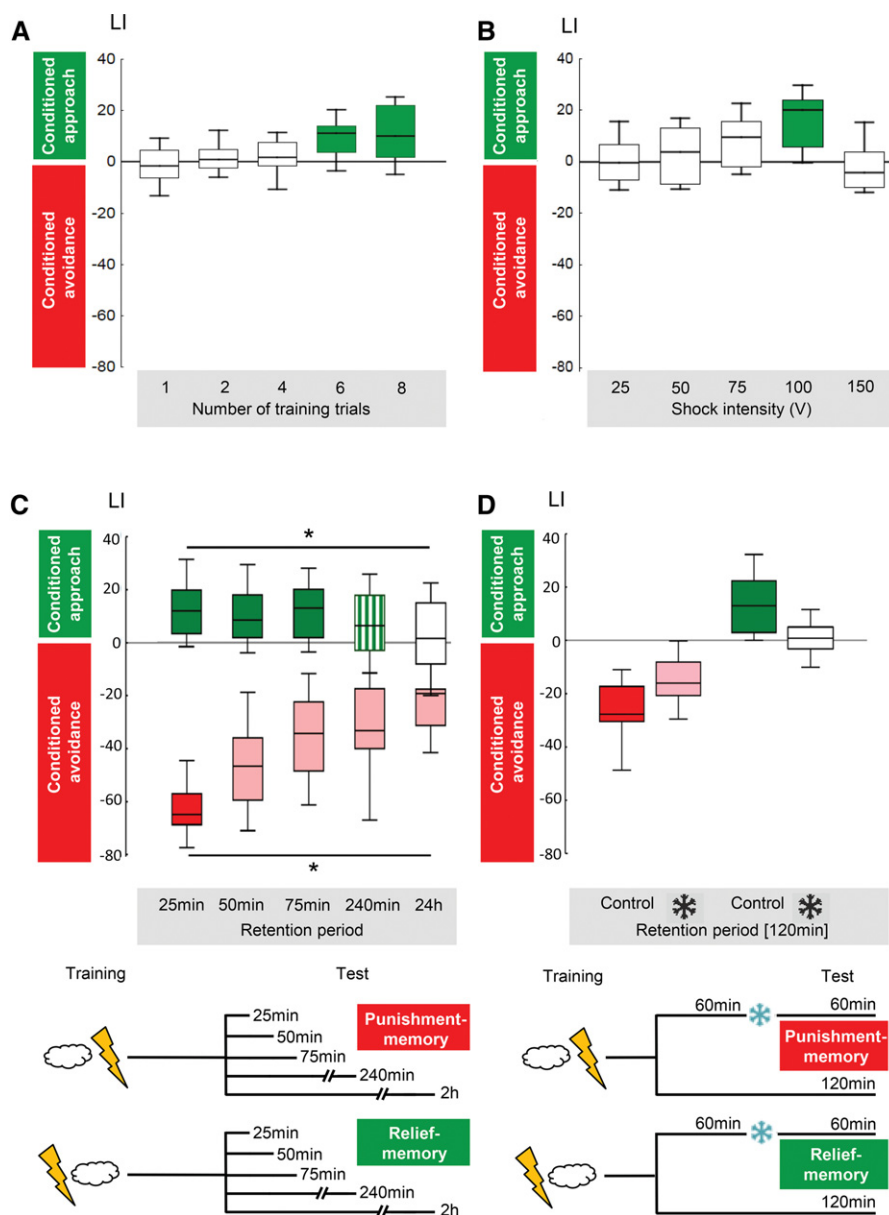 A
LI
Conditioned approach
Conditioned avoidance
40
20
0
-20
-40
-60
-80
1 2 4 6 8
Number of training trials
B
LI
Conditioned approach
Conditioned avoidance
40
20
0
-20
-40
-60
-80
25 50 75 100 150
Shock intensity (V)
C
LI
Conditioned approach
Conditioned avoidance
40
20
0
-20
-40
-60
-80
*
*
25min 50min 75min 240min 24h
Retention period
Training Test
25min
50min
75min
240min
2h
Punishment-
memory
25min
50min
75min
240min
2h
Relief-
memory
D
LI
Conditioned approach
Conditioned avoidance
40
20
0
-20
-40
-60
-80
Control Control
Retention period [120min]
Training Test
60min 60min
Punishment-
memory
120min
60min 60min
Relief-
memory
120min